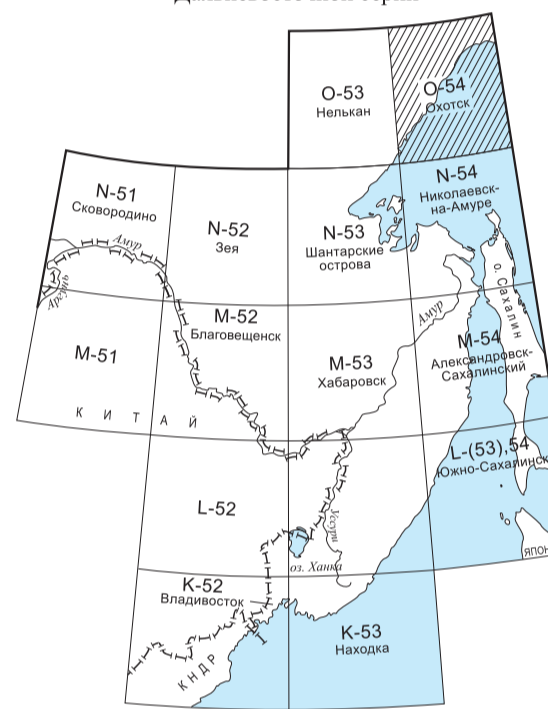 O-53
Нелькан
O-54
Охотск
N-51
Сковородино
N-52
Зея
N-53
Шантарские
острова
N-54
Николаевск-
на-Амуре
Амур
Аргунь
M-51
M-52
Благовещенск
M-53
Хабаровск
Амур
о. Сахалин
M-54
Александровск-
Сахалинский
КИТАЙ
L-52
L-(53),54
Южно-Сахалинск
Уссури
оз. Ханка
K-52
Владивосток
КНДР
K-53
Находка